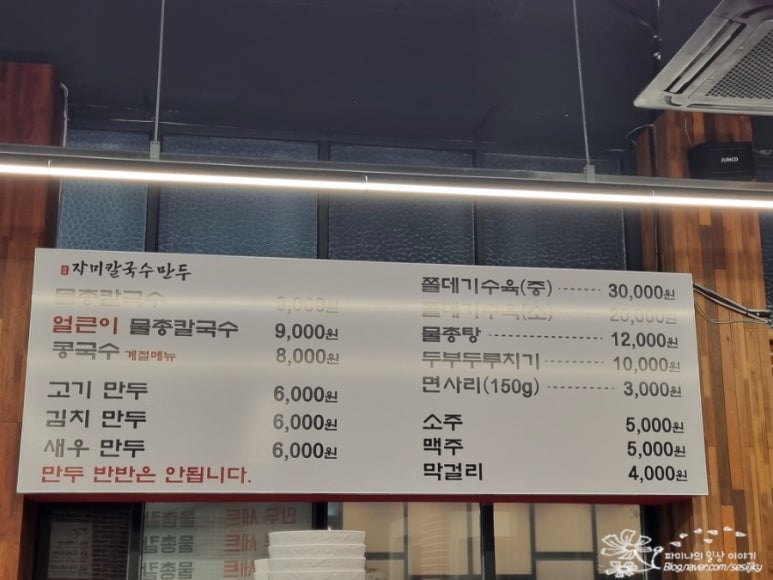 자미칼국수만두
물총칼국수 9,000원
얼큰이 물총칼국수 9,000원
콩국수 계절메뉴 8,000원
고기 만두 6,000원
김치 만두 6,000원
새우 만두 6,000원
만두 반반은 안됩니다.
쫄데기수육(중) 30,000원
쫄데기수육(소) 20,000원
물총탕 12,000원
두부두루치기 10,000원
면사리(150g) 3,000원
소주 5,000원
맥주 5,000원
막걸리 4,000원
JUNCO
파이나의 일상 이야기
Blog.naver.com/sesiljky